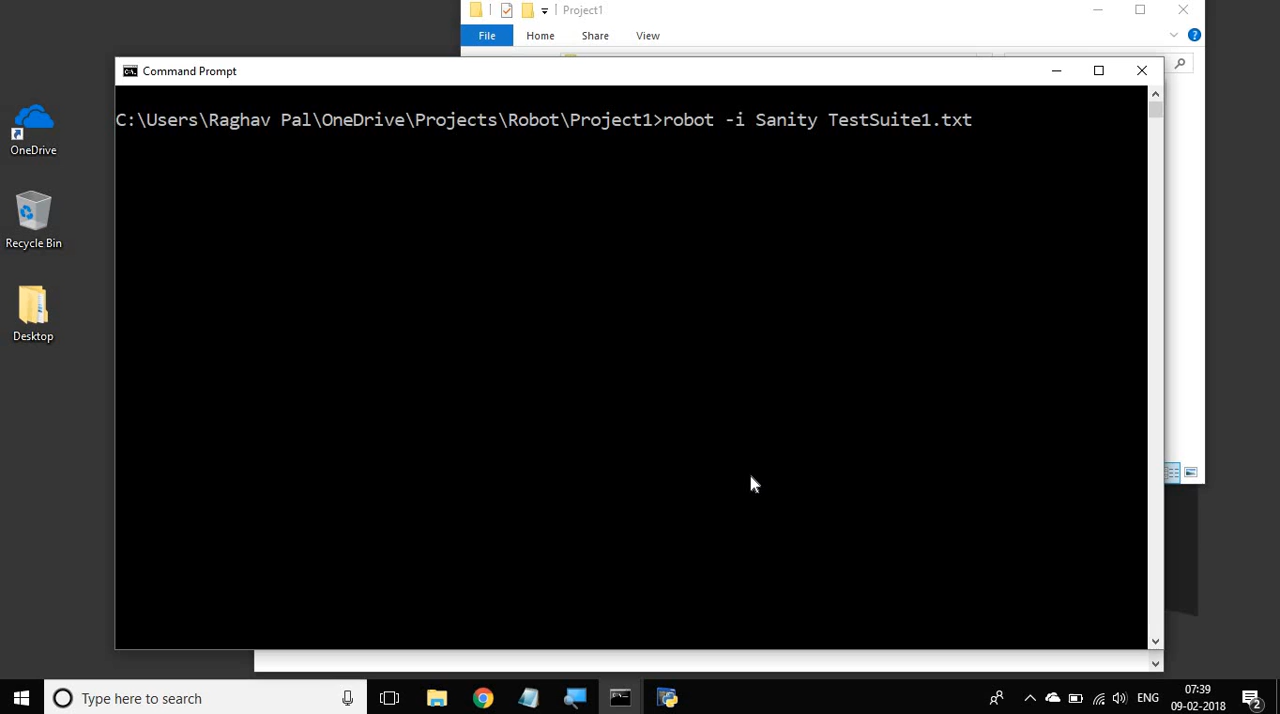 Project1
File Home Share View
Command Prompt
C:\Users\Raghav Pal\OneDrive\Projects\Robot\Project1>robot -i Sanity TestSuite1.txt
OneDrive
Recycle Bin
Desktop
Type here to search
ENG
07:39
09-02-2018
2